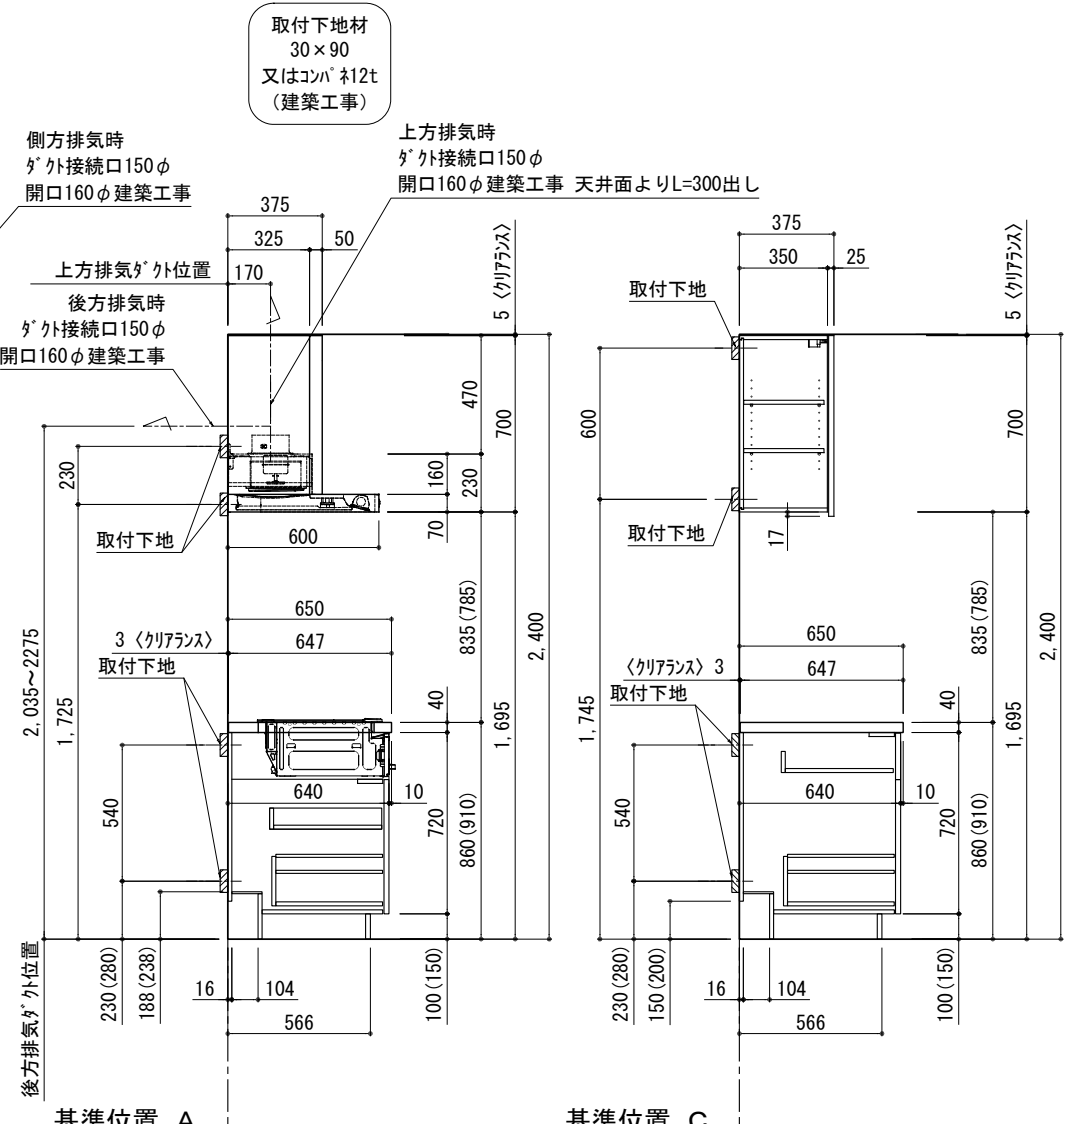 取付下地材
30×90
又はｺﾝﾊﾟﾈ12t
（建築工事）
側方排気時
ﾀﾞｸﾄ接続口150φ
開口160φ建築工事
上方排気時
ﾀﾞｸﾄ接続口150φ
開口160φ建築工事 天井面よりL=300出し
375
325
50
上方排気ﾀﾞｸﾄ位置
170
後方排気時
ﾀﾞｸﾄ接続口150φ
開口160φ建築工事
5〈ｸﾘｱﾗﾝｽ〉
470
700
230
160
230
70
取付下地
600
835(785)
2,400
650
3〈ｸﾘｱﾗﾝｽ〉
647
取付下地
2,035～2275
1,725
40
1,695
640
10
540
720
860(910)
後方排気ﾀﾞｸﾄ位置
230(280)
188(238)
16
104
100(150)
566
基準位置 A
375
350
25
5〈ｸﾘｱﾗﾝｽ〉
取付下地
600
700
取付下地
17
835(785)
2,400
650
〈ｸﾘｱﾗﾝｽ〉3
647
取付下地
1,745
40
1,695
640
10
540
720
860(910)
230(280)
150(200)
16
104
100(150)
566
基準位置 C